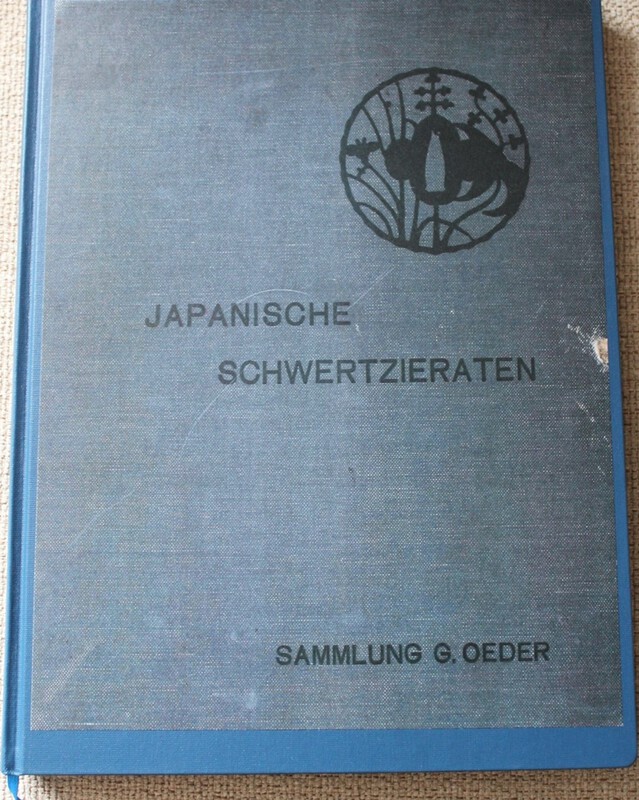 JAPANISCHE
SCHWERTZIERATEN
SAMMLUNG G. OEDER